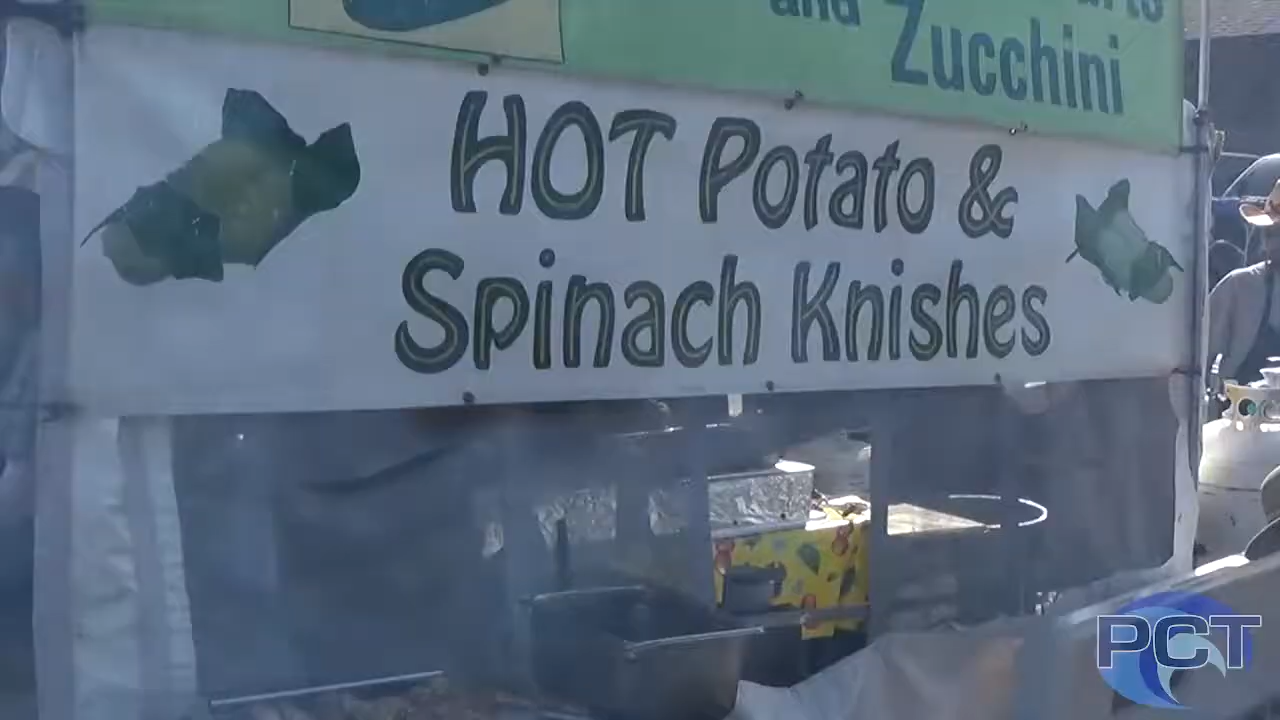 and
Zucchini
HOT Potato &
Spinach Knishes
PCT